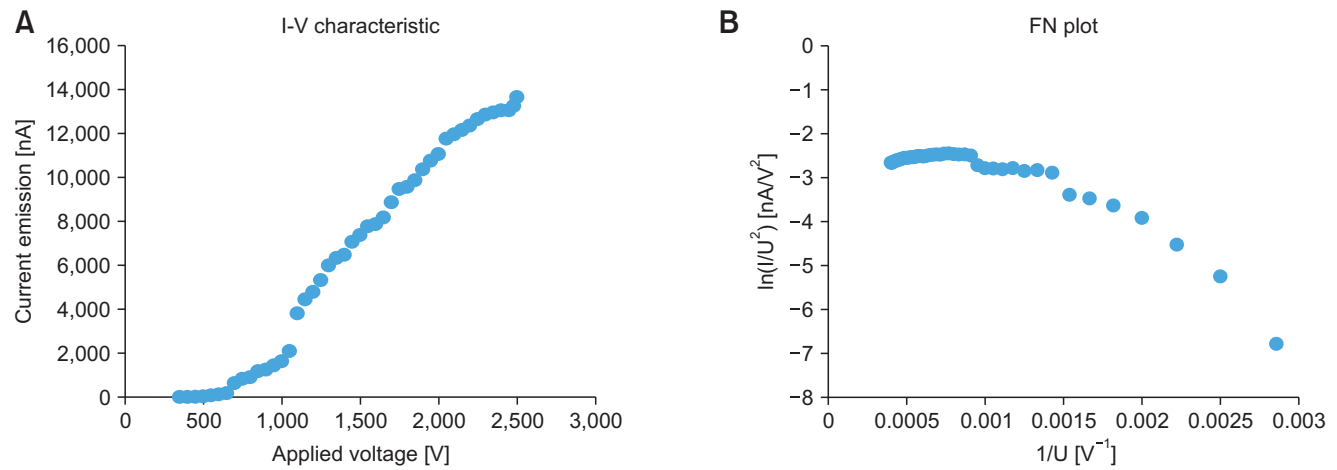 A
I-V characteristic
Current emission [nA]
16,000
14,000
12,000
10,000
8,000
6,000
4,000
2,000
0
0 500 1,000 1,500 2,000 2,500 3,000
Applied voltage [V]
B
FN plot
ln(I/U²) [nA/V²]
0
−1
−2
−3
−4
−5
−6
−7
−8
0 0.0005 0.001 0.0015 0.002 0.0025 0.003
1/U [V⁻¹]